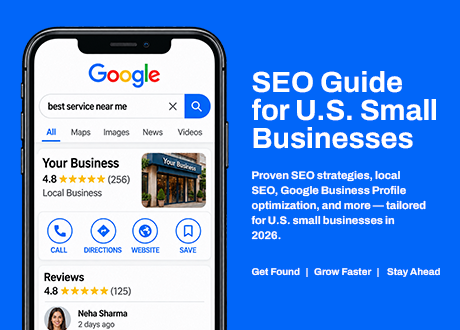 Google
best service near me
All Maps Images News Videos
Your Business
4.8 (256)
Local Business
Your Business
CALL DIRECTIONS WEBSITE SAVE
Reviews
4.8 (125)
Neha Sharma
2 days ago
SEO Guide
for U.S. Small
Businesses
Proven SEO strategies, local
SEO, Google Business Profile
optimization, and more — tailored
for U.S. small businesses in
2026.
Get Found | Grow Faster | Stay Ahead